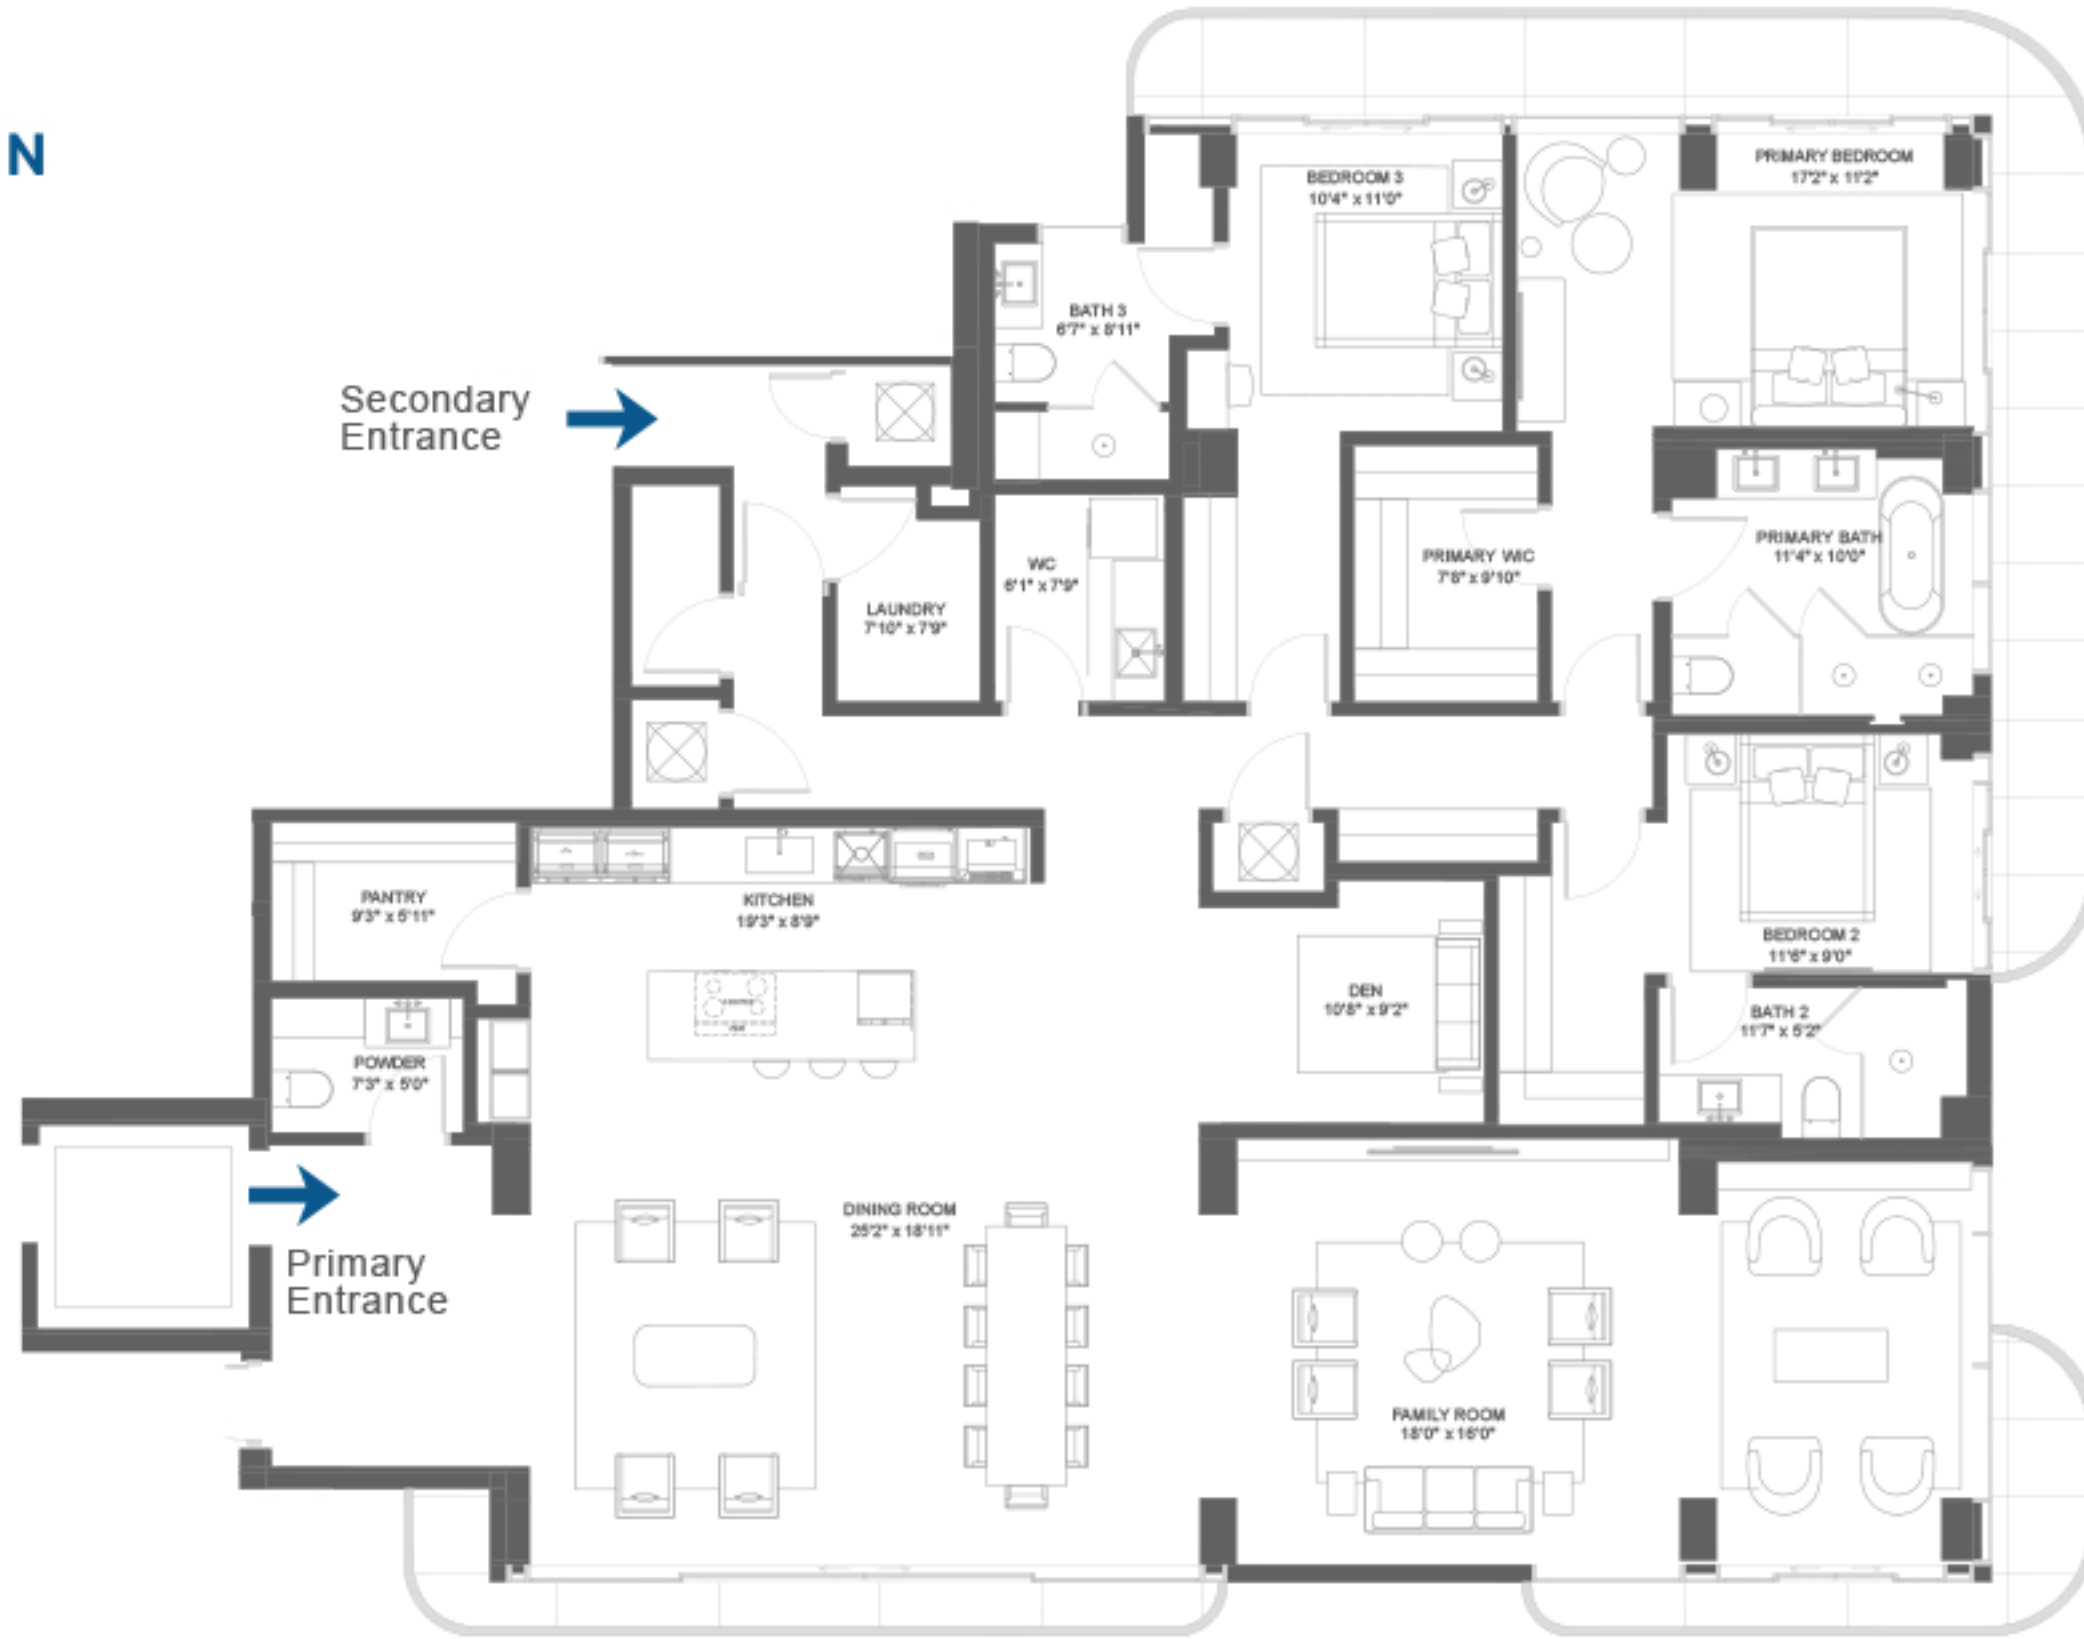 N
BEDROOM 3
10'4" x 11'0"
PRIMARY BEDROOM
17'2" x 11'2"
BATH 3
6'7" x 8'11"
Secondary
Entrance
WC
6'1" x 7'9"
PRIMARY WIC
7'8" x 9'10"
PRIMARY BATH
11'4" x 10'0"
LAUNDRY
7'10" x 7'9"
PANTRY
9'3" x 5'11"
KITCHEN
19'3" x 8'9"
BEDROOM 2
11'6" x 9'0"
DEN
10'8" x 9'2"
BATH 2
11'7" x 5'2"
POWDER
7'3" x 5'0"
DINING ROOM
25'2" x 18'11"
Primary
Entrance
FAMILY ROOM
18'0" x 16'0"